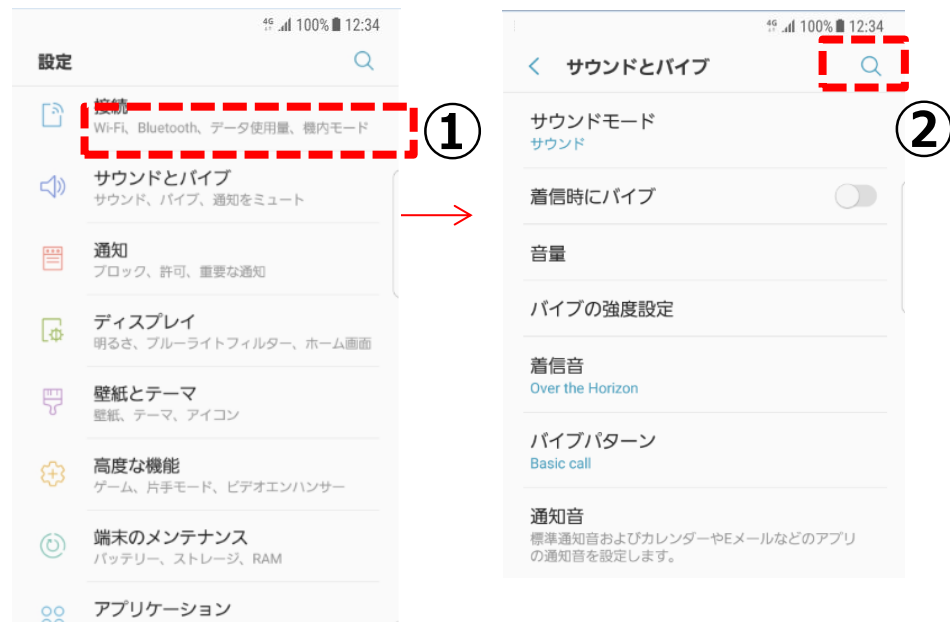 4G 100% 12:34
設定
接続
Wi-Fi、Bluetooth、データ使用量、機内モード
サウンドとバイブ
サウンド、バイブ、通知をミュート
通知
ブロック、許可、重要な通知
ディスプレイ
明るさ、ブルーライトフィルター、ホーム画面
壁紙とテーマ
壁紙、テーマ、アイコン
高度な機能
ゲーム、片手モード、ビデオエンハンサー
端末のメンテナンス
バッテリー、ストレージ、RAM
アプリケーション
①
4G 100% 12:34
サウンドとバイブ
②
サウンドモード
サウンド
着信時にバイブ
音量
バイブの強度設定
着信音
Over the Horizon
バイブパターン
Basic call
通知音
標準通知音およびカレンダーやEメールなどのアプリ
の通知音を設定します。